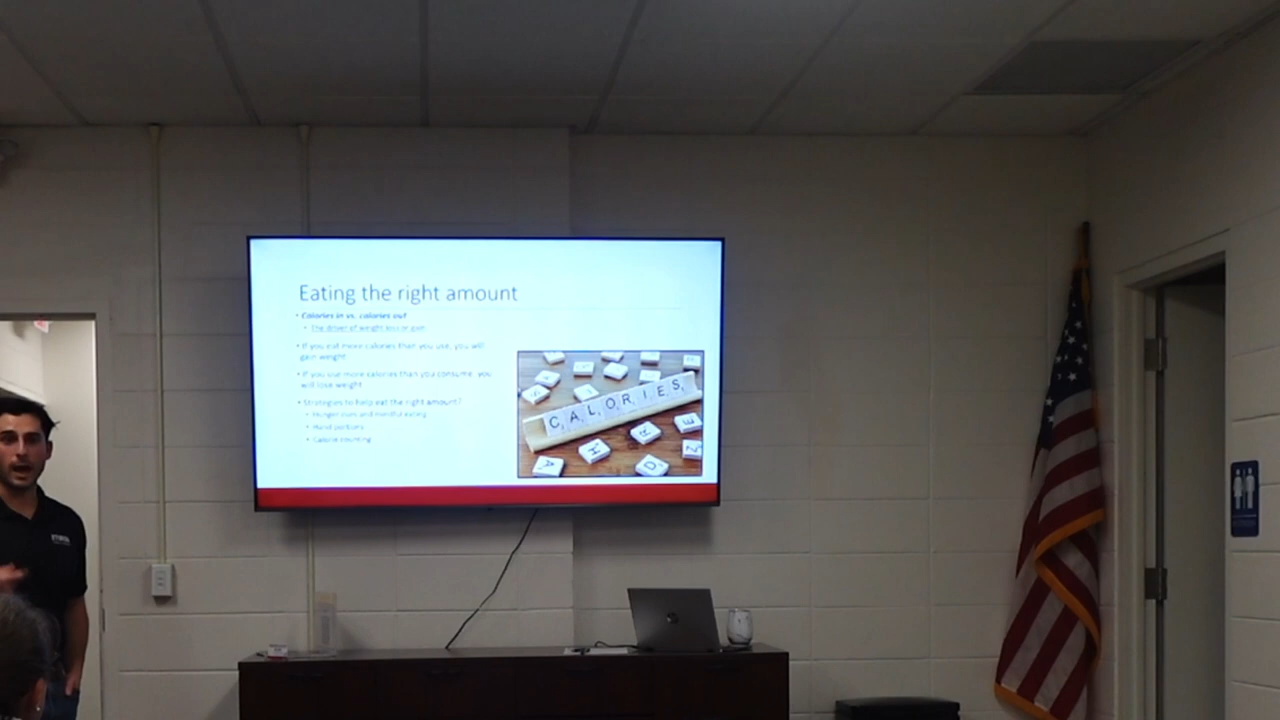 Eating the right amount
• Calories in vs. calories out
• The driver of weight loss or gain
• If you eat more calories than you use, you will
gain weight
• If you use more calories than you consume, you
will lose weight
• Strategies to help eat the right amount?
• Hunger cues and mindful eating
• Hand portions
• Calorie counting
CALORIES
A
H
R
D
E
Z